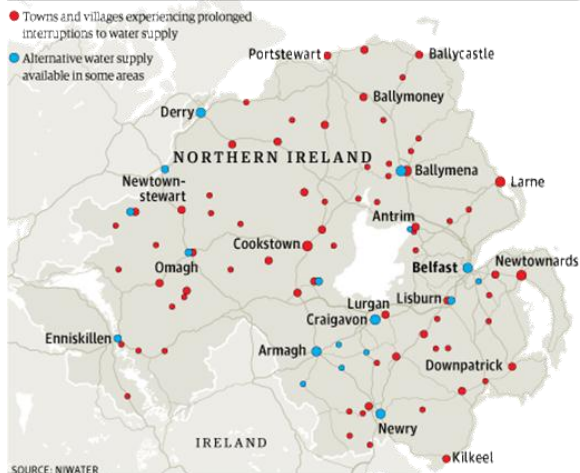 Towns and villages experiencing prolonged
interruptions to water supply
Alternative water supply
available in some areas
Portstewart
Ballycastle
Ballymoney
Derry
NORTHERN IRELAND
Ballymena
Newtown-
stewart
Larne
Antrim
Cookstown
Omagh
Belfast
Newtownards
Lisburn
Lurgan
Craigavon
Enniskillen
Armagh
Downpatrick
Newry
IRELAND
Kilkeel
SOURCE: NIWATER